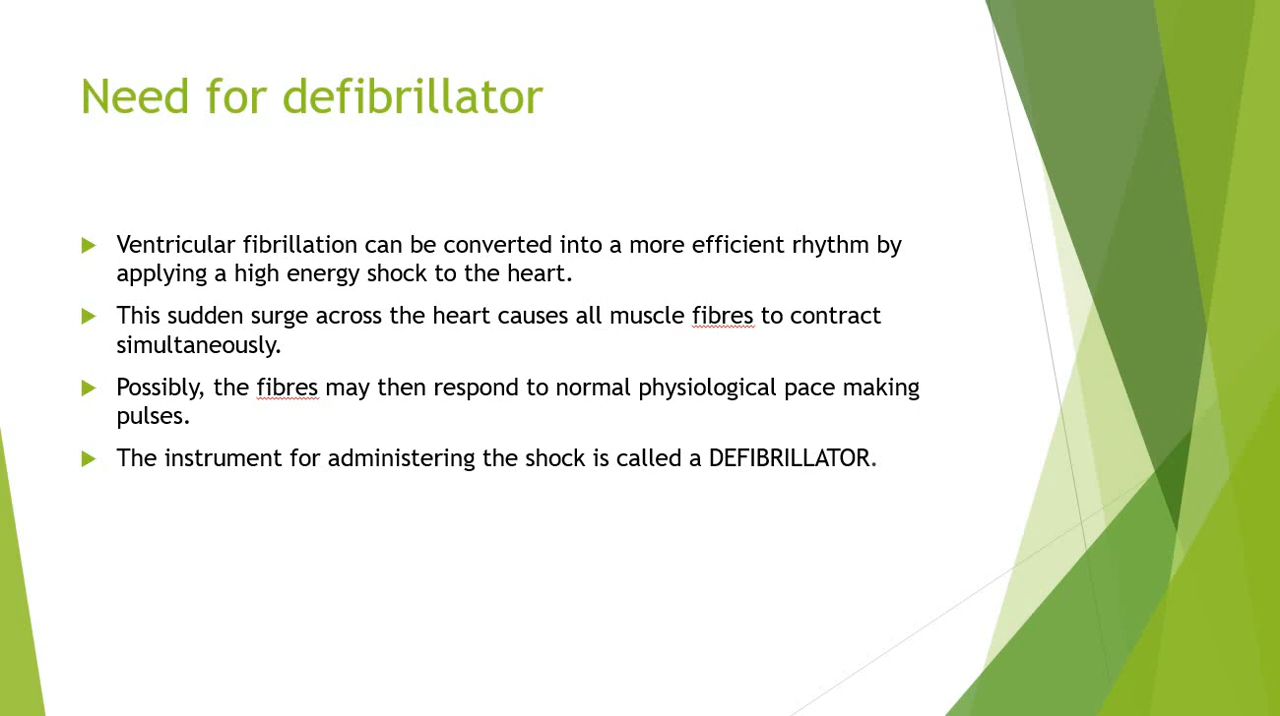 Need for defibrillator
Ventricular fibrillation can be converted into a more efficient rhythm by
applying a high energy shock to the heart.
This sudden surge across the heart causes all muscle fibres to contract
simultaneously.
Possibly, the fibres may then respond to normal physiological pace making
pulses.
The instrument for administering the shock is called a DEFIBRILLATOR.